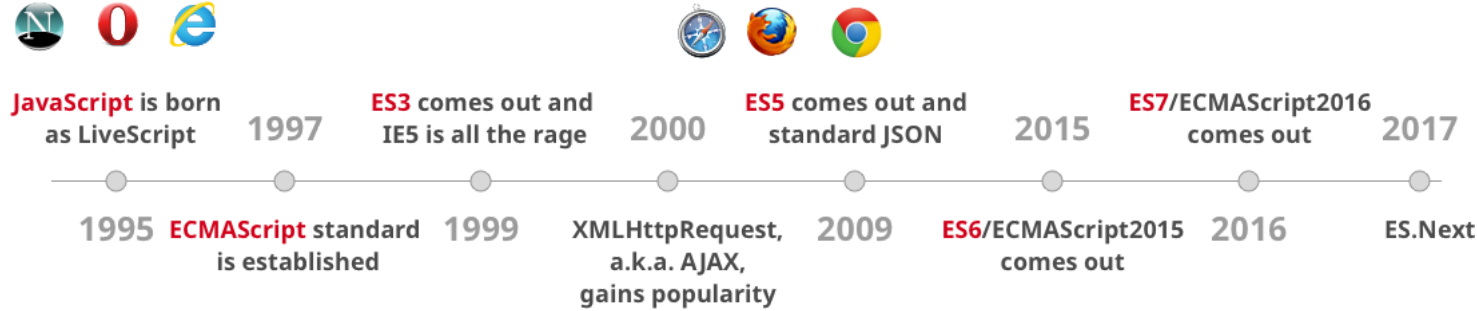 JavaScript is born
as LiveScript
1995
1997
ECMAScript standard
is established
ES3 comes out and
IE5 is all the rage
1999
2000
XMLHttpRequest,
a.k.a. AJAX,
gains popularity
ES5 comes out and
standard JSON
2009
2015
ES6/ECMAScript2015
comes out
ES7/ECMAScript2016
comes out
2016
2017
ES.Next
N